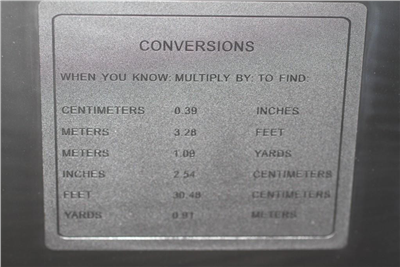 CONVERSIONS
WHEN YOU KNOW: MULTIPLY BY: TO FIND:
CENTIMETERS 0.39 INCHES
METERS 3.28 FEET
METERS 1.09 YARDS
INCHES 2.54 CENTIMETERS
FEET 30.48 CENTIMETERS
YARDS 0.91 METERS